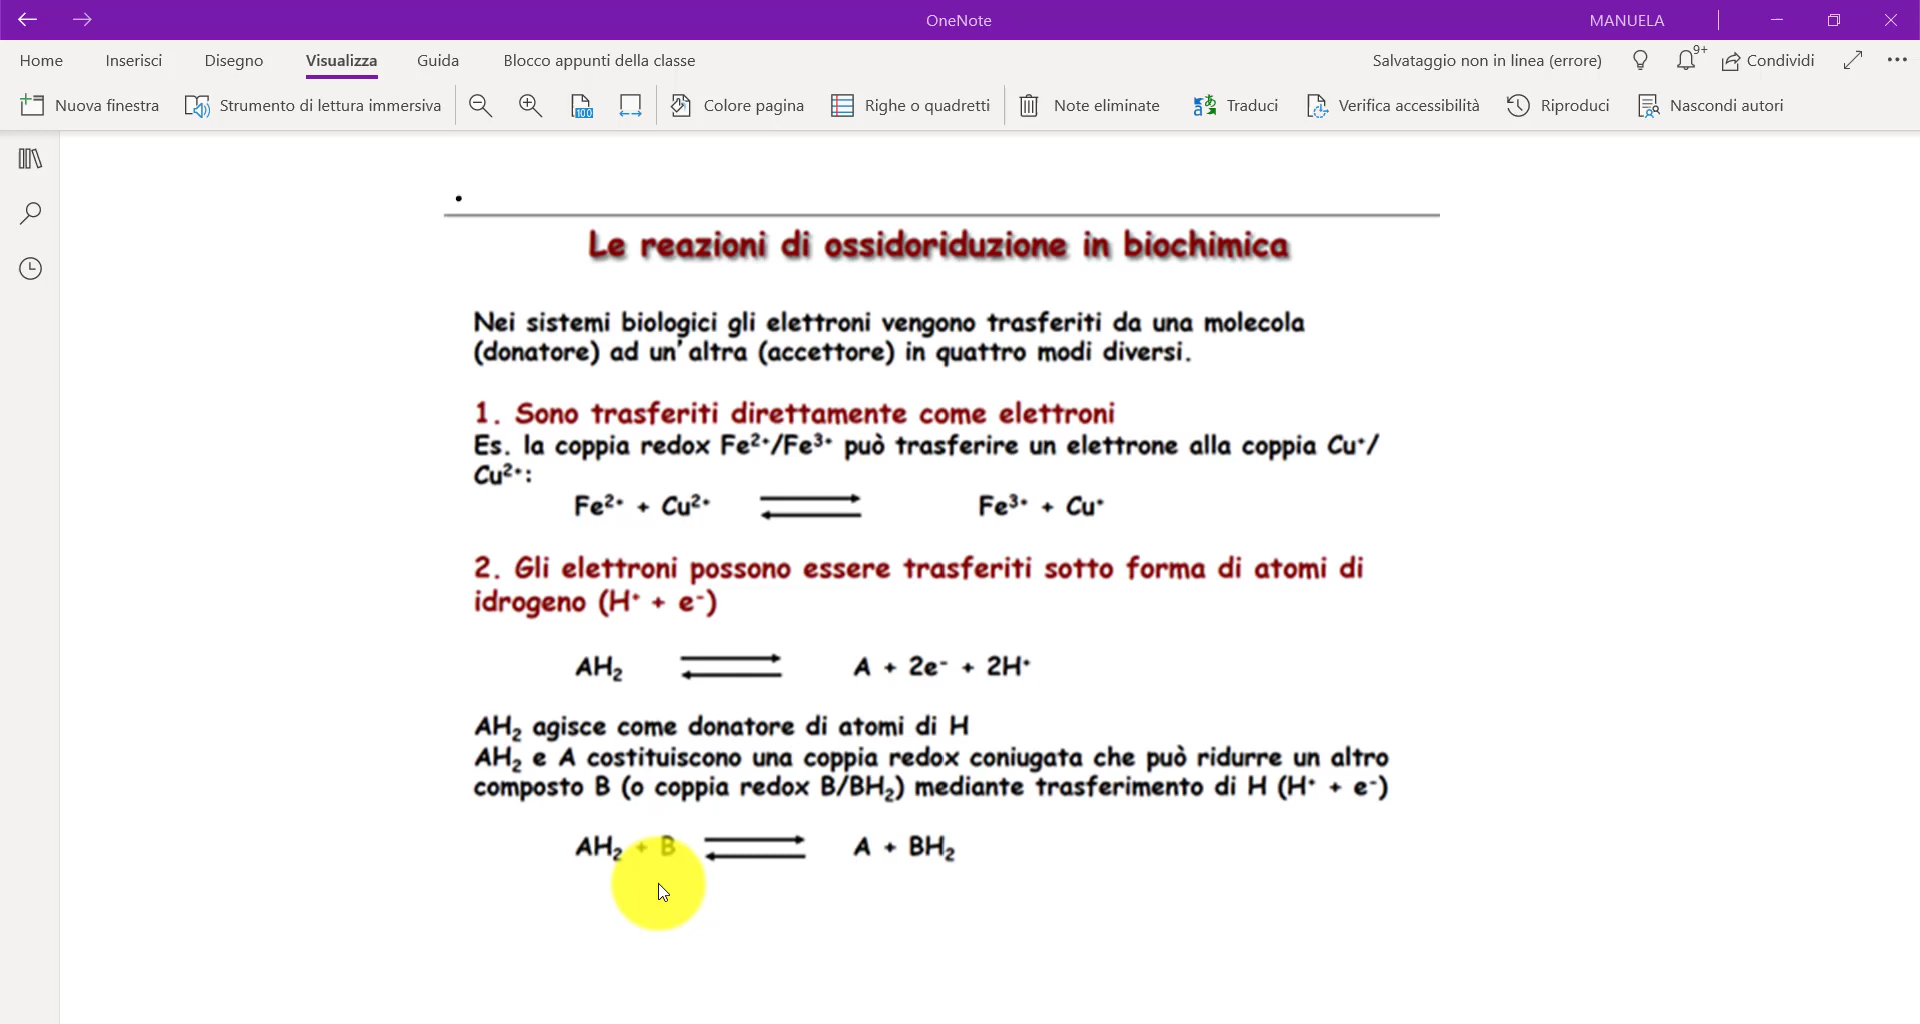 OneNote
MANUELA
Home Inserisci Disegno Visualizza Guida Blocco appunti della classe Salvataggio non in linea (errore) 9+ Condividi
Nuova finestra Strumento di lettura immersiva 100 Colore pagina Righe o quadretti Note eliminate Traduci Verifica accessibilità Riproduci Nascondi autori
•
Le reazioni di ossidoriduzione in biochimica
Nei sistemi biologici gli elettroni vengono trasferiti da una molecola
(donatore) ad un'altra (accettore) in quattro modi diversi.
1. Sono trasferiti direttamente come elettroni
Es. la coppia redox Fe²⁺/Fe³⁺ può trasferire un elettrone alla coppia Cu⁺/
Cu²⁺:
Fe²⁺ + Cu²⁺ ⇌ Fe³⁺ + Cu⁺
2. Gli elettroni possono essere trasferiti sotto forma di atomi di
idrogeno (H⁺ + e⁻)
AH₂ ⇌ A + 2e⁻ + 2H⁺
AH₂ agisce come donatore di atomi di H
AH₂ e A costituiscono una coppia redox coniugata che può ridurre un altro
composto B (o coppia redox B/BH₂) mediante trasferimento di H (H⁺ + e⁻)
AH₂ + B ⇌ A + BH₂